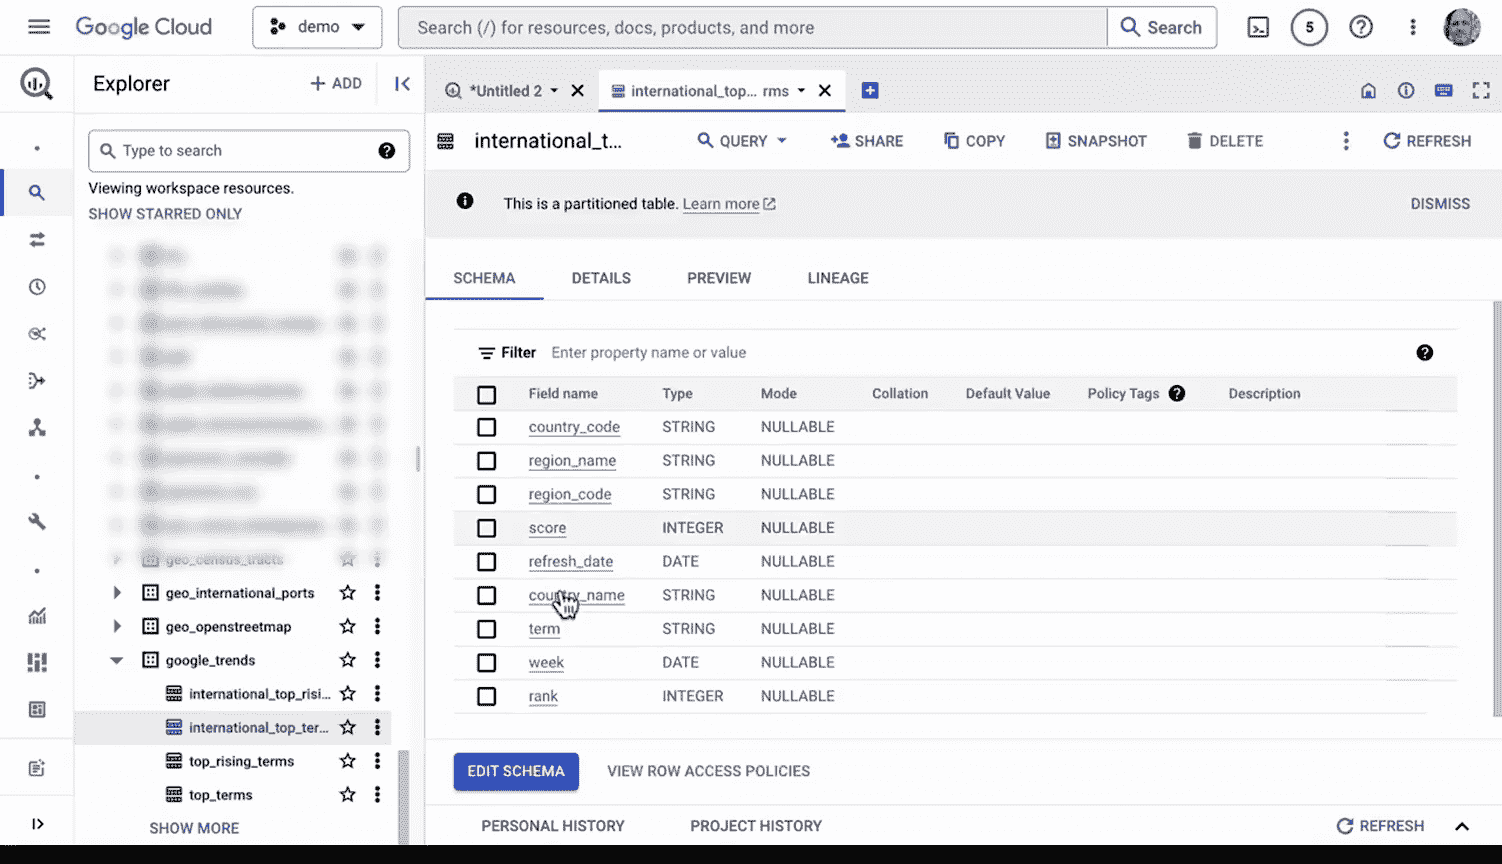 Google Cloud
demo
Search (/) for resources, docs, products, and more
Search
5
Explorer
+ ADD
*Untitled 2
international_top... rms
Type to search
Viewing workspace resources.
SHOW STARRED ONLY
geo_census_tracts
geo_international_ports
geo_openstreetmap
google_trends
international_top_risi...
international_top_ter...
top_rising_terms
top_terms
SHOW MORE
international_t...
QUERY
SHARE
COPY
SNAPSHOT
DELETE
REFRESH
This is a partitioned table. Learn more
DISMISS
SCHEMA
DETAILS
PREVIEW
LINEAGE
Filter Enter property name or value
Field name Type Mode Collation Default Value Policy Tags Description
country_code STRING NULLABLE
region_name STRING NULLABLE
region_code STRING NULLABLE
score INTEGER NULLABLE
refresh_date DATE NULLABLE
country_name STRING NULLABLE
term STRING NULLABLE
week DATE NULLABLE
rank INTEGER NULLABLE
EDIT SCHEMA
VIEW ROW ACCESS POLICIES
PERSONAL HISTORY
PROJECT HISTORY
REFRESH